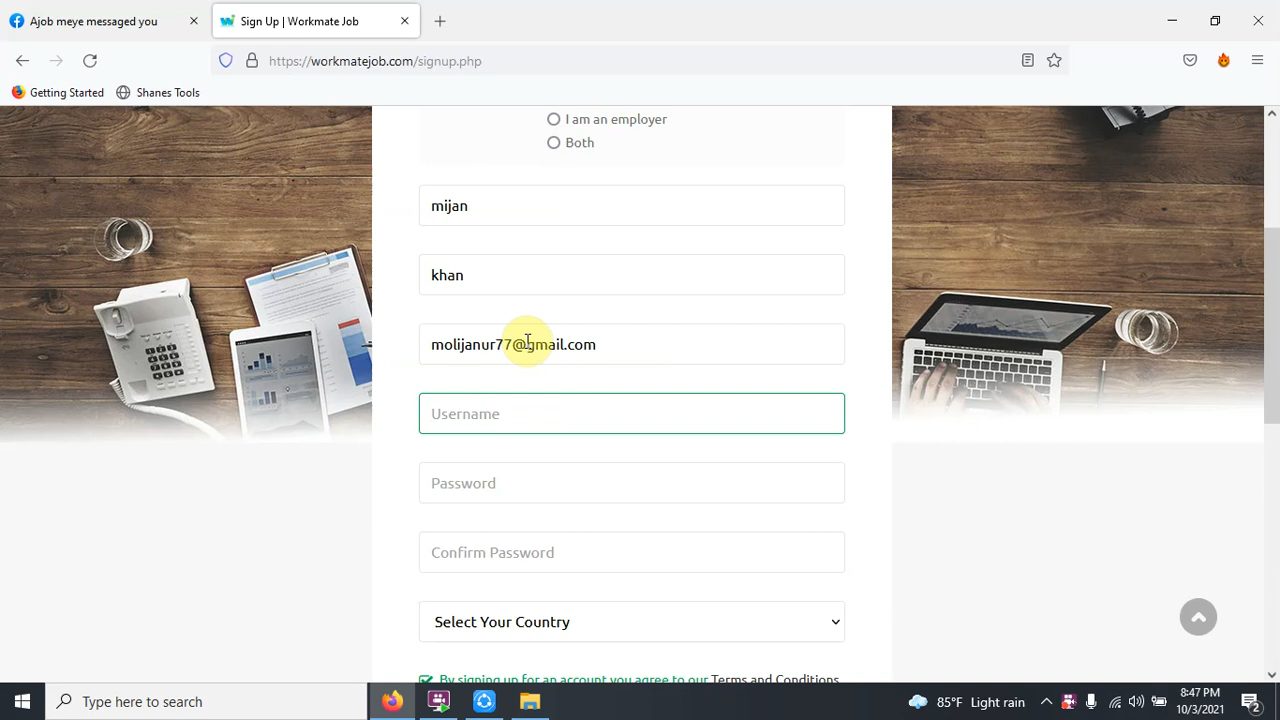 Ajob meye messaged you
Sign Up | Workmate Job
https://workmatejob.com/signup.php
Getting Started
Shanes Tools
I am an employer
Both
mijan
khan
molijanur77@gmail.com
Username
Password
Confirm Password
Select Your Country
By signing up for an account you agree to our Terms and Conditions
Type here to search
85°F Light rain
8:47 PM
10/3/2021
2